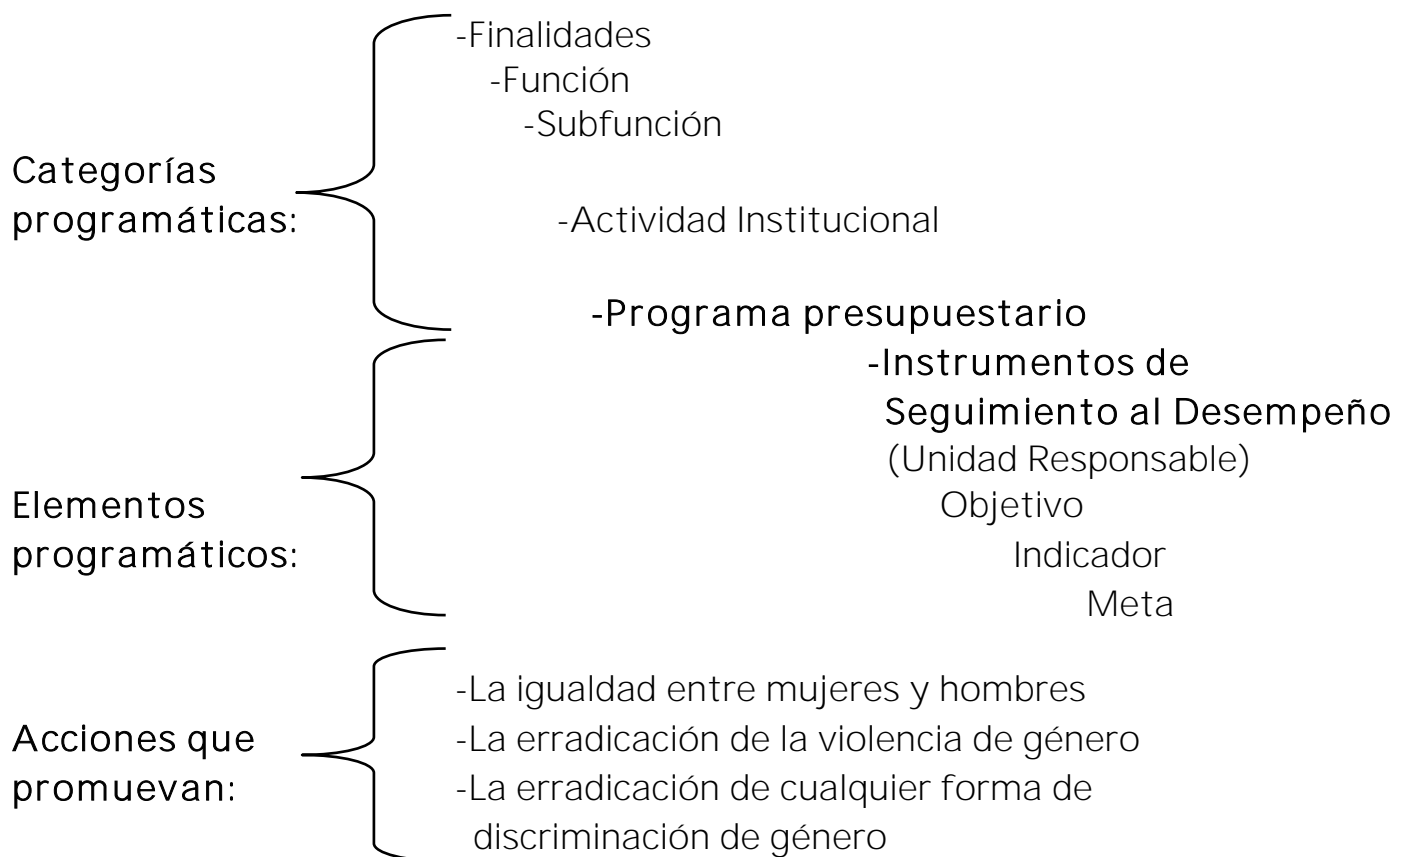 -Finalidades
-Función
-Subfunción
Categorías
programáticas:
-Actividad Institucional
-Programa presupuestario
-Instrumentos de
Seguimiento al Desempeño
(Unidad Responsable)
Elementos
programáticos:
Objetivo
Indicador
Meta
Acciones que
promuevan:
-La igualdad entre mujeres y hombres
-La erradicación de la violencia de género
-La erradicación de cualquier forma de
discriminación de género